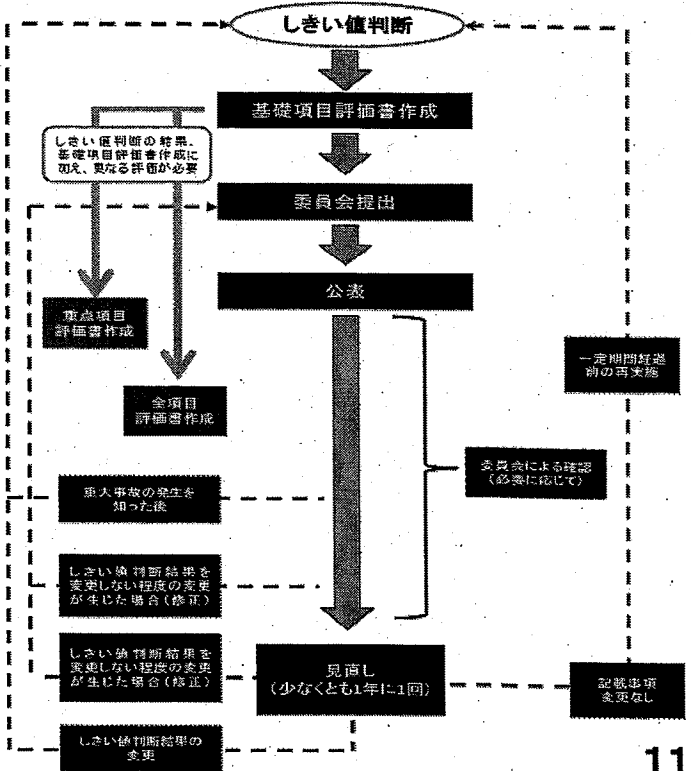 しきい値判断
基礎項目評価書作成
しきい値判断の結果、
基礎項目評価書作成に
加え、更なる評価が必要
委員会提出
公表
重点項目
評価書作成
全項目
評価書作成
一定期間経過
前の再実施
委員会による確認
(必要に応じて)
重大事故の発生を
知った後
しきい値判断結果を
変更しない程度の変更
が生じた場合(修正)
しきい値判断結果を
変更しない程度の変更
が生じた場合(修正)
見直し
(少なくとも1年に1回)
記載事項
変更なし
しきい値判断結果の
変更
11